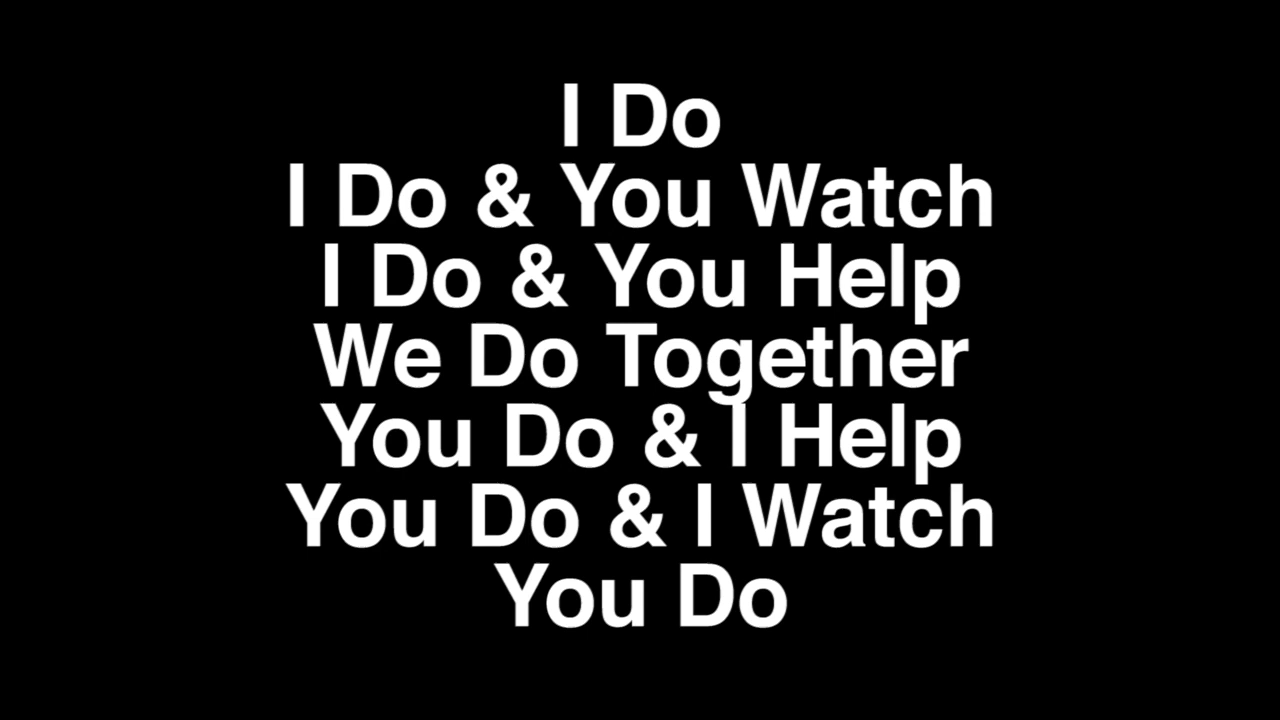 I Do
I Do & You Watch
I Do & You Help
We Do Together
You Do & I Help
You Do & I Watch
You Do